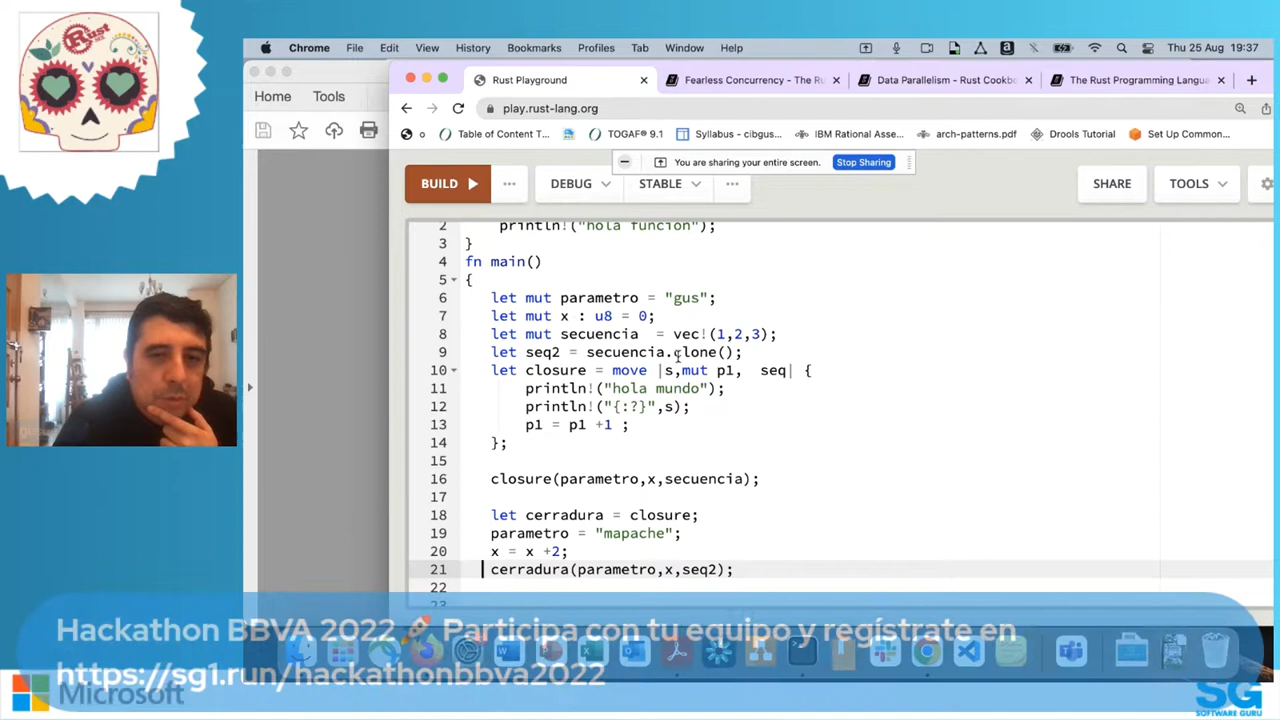 Rust
MX
Chrome File Edit View History Bookmarks Profiles Tab Window Help Thu 25 Aug 19:37
Home Tools
Rust Playground Fearless Concurrency - The Ru Data Parallelism - Rust Cookbo The Rust Programming Langua
play.rust-lang.org
o Table of Content T... TOGAF® 9.1 Syllabus - cibgus... IBM Rational Asse... arch-patterns.pdf Drools Tutorial Set Up Common...
You are sharing your entire screen. Stop Sharing
BUILD DEBUG STABLE SHARE TOOLS
2 println!("hola funcion");
3 }
4 fn main()
5 {
6 let mut parametro = "gus";
7 let mut x : u8 = 0;
8 let mut secuencia = vec!(1,2,3);
9 let seq2 = secuencia.clone();
10 let closure = move |s,mut p1, seq| {
11 println!("hola mundo");
12 println!("{:?}",s);
13 p1 = p1 +1 ;
14 };
15
16 closure(parametro,x,secuencia);
17
18 let cerradura = closure;
19 parametro = "mapache";
20 x = x +2;
21 cerradura(parametro,x,seq2);
22
23
Hackathon BBVA 2022🚀 Participa con tu equipo y regístrate en
https://sg1.run/hackathonbbva2022
Microsoft
SG
SOFTWARE GURU